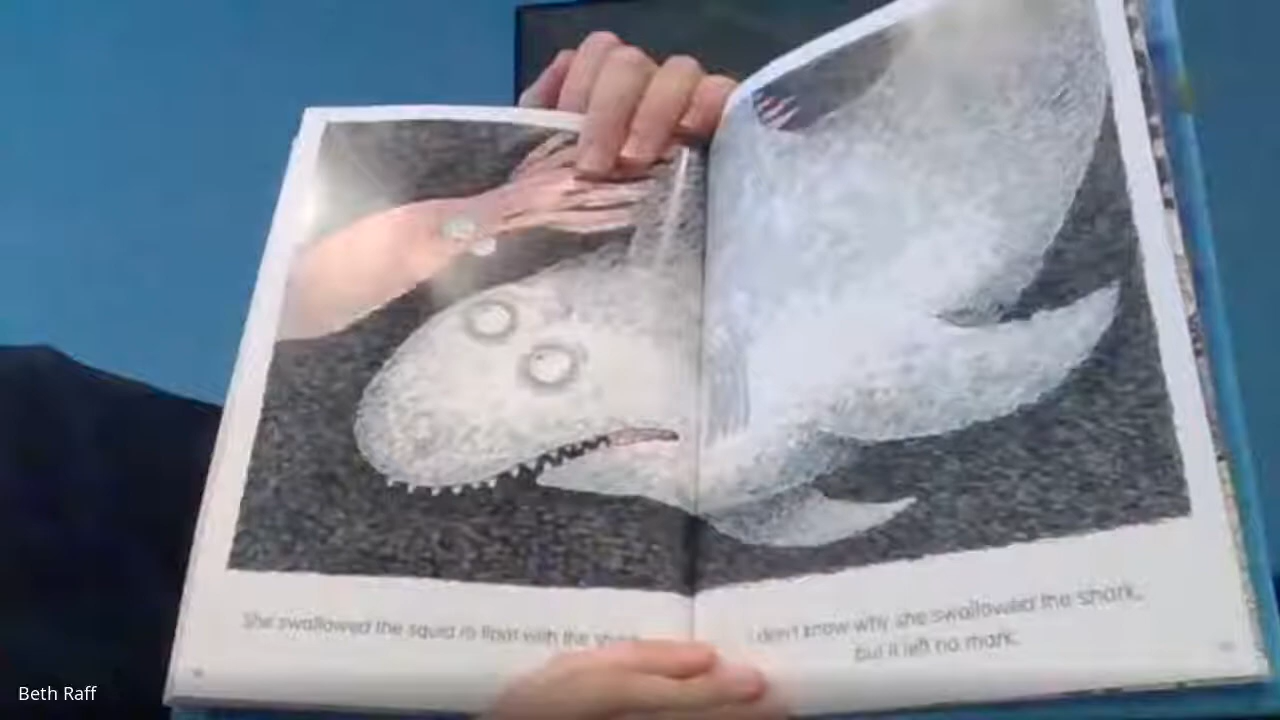 She swallowed the squid to float with the shark.
I don't know why she swallowed the shark,
but it left no mark.
Beth Raff